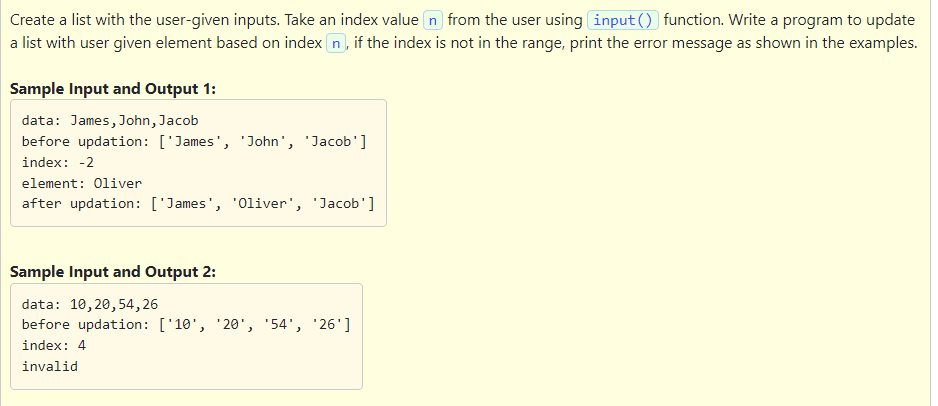 Create a list with the user-given inputs. Take an index value n from the user using input() function. Write a program to update
a list with user given element based on index n, if the index is not in the range, print the error message as shown in the examples.
Sample Input and Output 1:
data: James,John,Jacob
before updation: ['James', 'John', 'Jacob']
index: -2
element: Oliver
after updation: ['James', 'Oliver', 'Jacob']
Sample Input and Output 2:
data: 10,20,54,26
before updation: ['10', '20', '54', '26']
index: 4
invalid